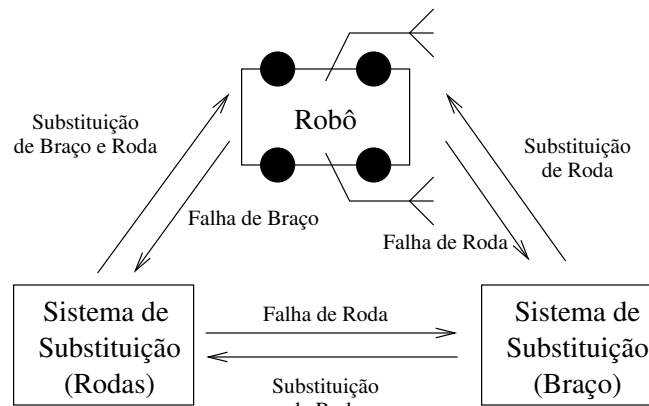 Substituição
de Braço e Roda
Robô
Substituição
de Roda
Falha de Braço
Falha de Roda
Sistema de
Substituição
(Rodas)
Falha de Roda
Substituição
Sistema de
Substituição
(Braço)